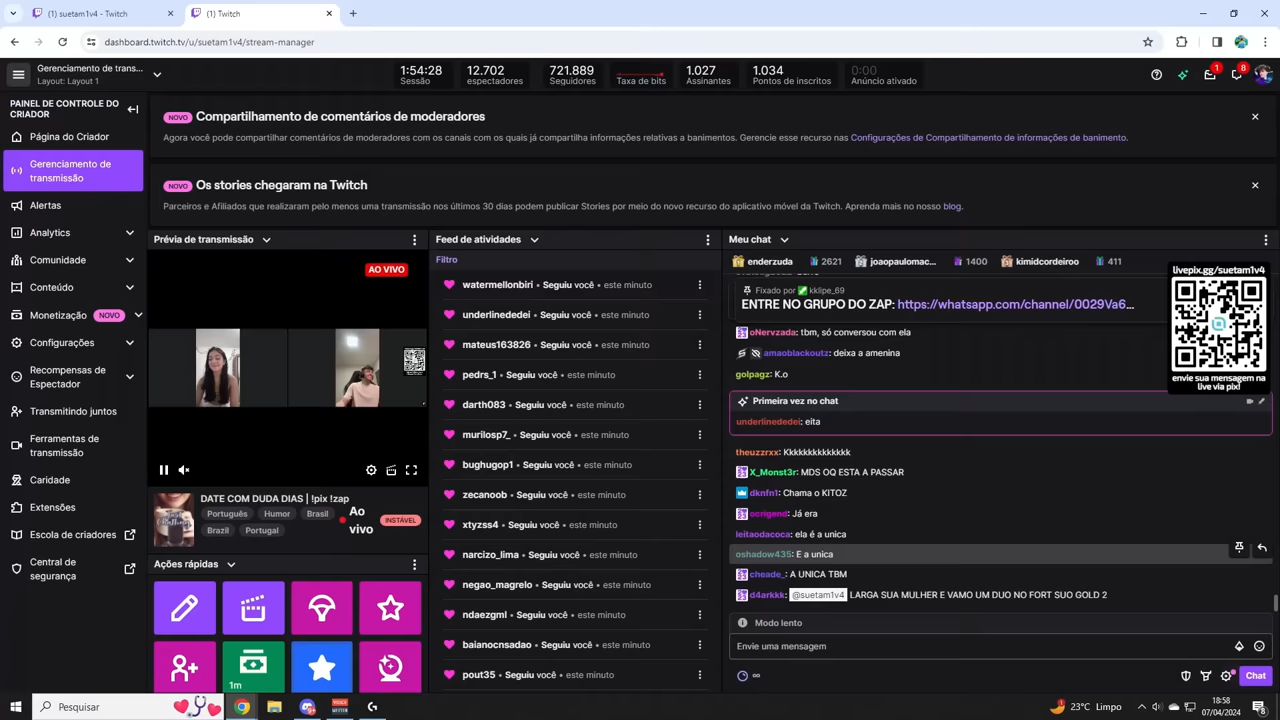 (1) suetam1v4 - Twitch
(1) Twitch
dashboard.twitch.tv/u/suetam1v4/stream-manager
Gerenciamento de trans...
Layout: Layout 1
1:54:28
Sessão
12.702
espectadores
721.889
Seguidores
Taxa de bits
1.027
Assinantes
1.034
Pontos de inscritos
0:00
Anúncio ativado
1
8
PAINEL DE CONTROLE DO
CRIADOR
Página do Criador
Gerenciamento de
transmissão
Alertas
Analytics
Comunidade
Conteúdo
Monetização NOVO
Configurações
Recompensas de
Espectador
Transmitindo juntos
Ferramentas de
transmissão
Caridade
Extensões
Escola de criadores
Central de
segurança
NOVO Compartilhamento de comentários de moderadores
Agora você pode compartilhar comentários de moderadores com os canais com os quais já compartilha informações relativas a banimentos. Gerencie esse recurso nas Configurações de Compartilhamento de informações de banimento.
NOVO Os stories chegaram na Twitch
Parceiros e Afiliados que realizaram pelo menos uma transmissão nos últimos 30 dias podem publicar Stories por meio do novo recurso do aplicativo móvel da Twitch. Aprenda mais no nosso blog.
Prévia de transmissão
AO VIVO
DATE COM DUDA DIAS | !pix !zap
Português Humor Brasil
Brazil Portugal
Ao
vivo
INSTÁVEL
Ações rápidas
1m
Feed de atividades
Filtro
watermellonbiri • Seguiu você • este minuto
underlinededei • Seguiu você • este minuto
mateus163826 • Seguiu você • este minuto
pedrs_1 • Seguiu você • este minuto
darth083 • Seguiu você • este minuto
murilosp7_ • Seguiu você • este minuto
bughugop1 • Seguiu você • este minuto
zecanoob • Seguiu você • este minuto
xtyzss4 • Seguiu você • este minuto
narcizo_lima • Seguiu você • este minuto
negao_magrelo • Seguiu você • este minuto
ndaezgml • Seguiu você • este minuto
baianocnsadao • Seguiu você • este minuto
pout35 • Seguiu você • este minuto
Meu chat
enderzuda 2621 joaopaulomac... 1400 kimidcordeiroo 411
Fixado por kklipe_69
ENTRE NO GRUPO DO ZAP: https://whatsapp.com/channel/0029Va6...
oNervzada: tbm, só conversou com ela
amaoblackoutz: deixa a amenina
golpagz: K.o
Primeira vez no chat
underlinededei: eita
theuzzrxx: Kkkkkkkkkkkkk
X_Monst3r: MDS OQ ESTA A PASSAR
dknfn1: Chama o KITOZ
ocrigend: Já era
leitaodacoca: ela é a unica
oshadow435: E a unica
cheade_: A UNICA TBM
d4arkkk: @suetam1v4 LARGA SUA MULHER E VAMO UM DUO NO FORT SUO GOLD 2
Modo lento
Envie uma mensagem
∞
Chat
livepix.gg/suetam1v4
envie sua mensagem na
live via pix!
Pesquisar
23°C Limpo
18:58
07/04/2024
8